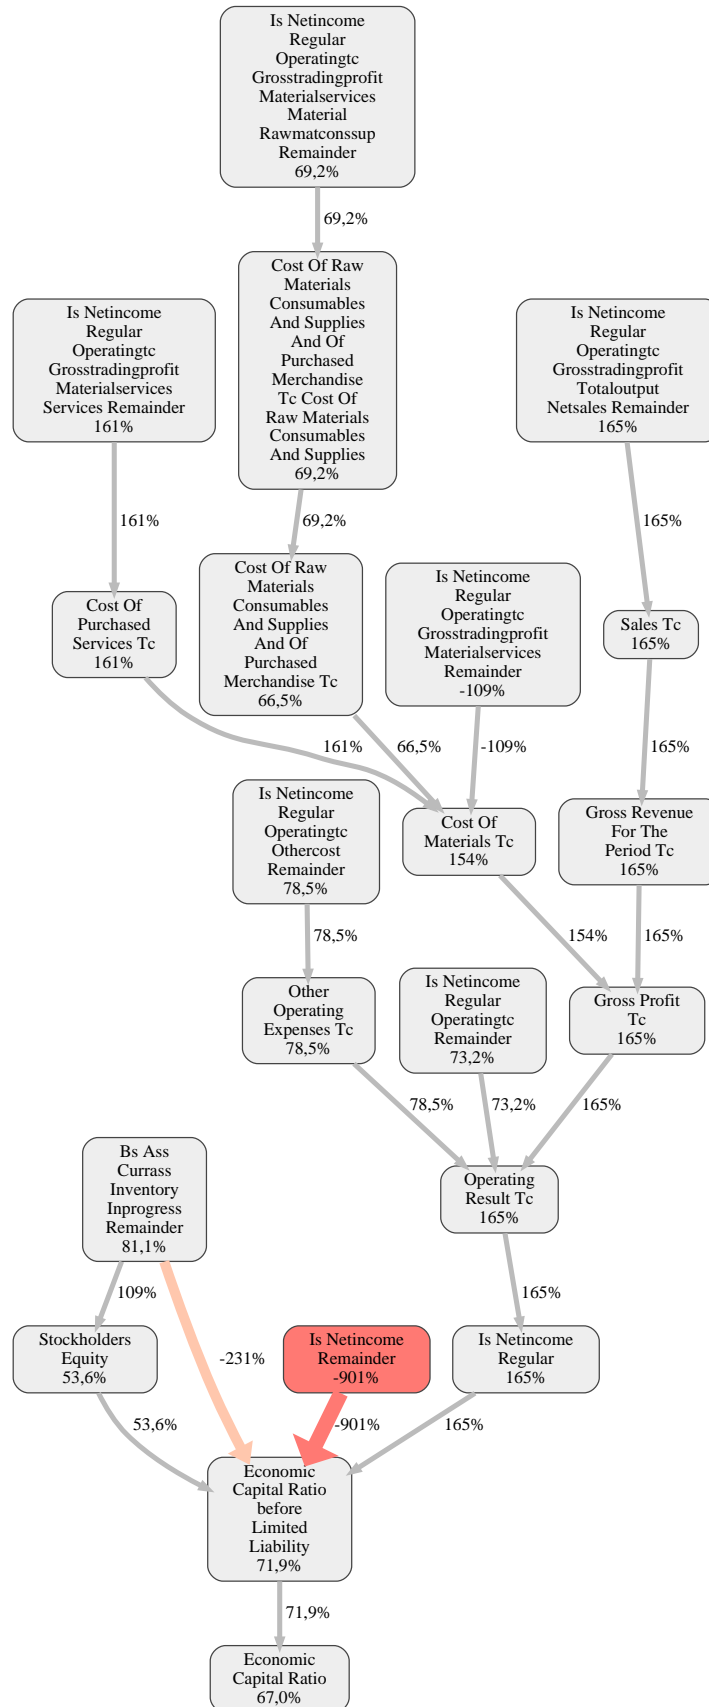 Is Netincome
Regular
Operatingtc
Grosstradingprofit
Materialservices
Material
Rawmatconssup
Remainder
69,2%
69,2%
Cost Of Raw
Materials
Consumables
And Supplies
And Of
Purchased
Merchandise
Tc Cost Of
Raw Materials
Consumables
And Supplies
69,2%
Is Netincome
Regular
Operatingtc
Grosstradingprofit
Materialservices
Services Remainder
161%
Is Netincome
Regular
Operatingtc
Grosstradingprofit
Totaloutput
Netsales Remainder
165%
161%
69,2%
165%
Cost Of
Purchased
Services Tc
161%
Cost Of Raw
Materials
Consumables
And Supplies
And Of
Purchased
Merchandise Tc
66,5%
Is Netincome
Regular
Operatingtc
Grosstradingprofit
Materialservices
Remainder
-109%
Sales Tc
165%
161%
66,5%
-109%
165%
Is Netincome
Regular
Operatingtc
Othercost
Remainder
78,5%
Cost Of
Materials Tc
154%
Gross Revenue
For The
Period Tc
165%
78,5%
154%
165%
Other
Operating
Expenses Tc
78,5%
Is Netincome
Regular
Operatingtc
Remainder
73,2%
Gross Profit
Tc
165%
78,5%
73,2%
165%
Bs Ass
Currass
Inventory
Inprogress
Remainder
81,1%
Operating
Result Tc
165%
109%
-231%
165%
Stockholders
Equity
53,6%
Is Netincome
Remainder
-901%
Is Netincome
Regular
165%
53,6%
-901%
165%
Economic
Capital Ratio
before
Limited
Liability
71,9%
71,9%
Economic
Capital Ratio
67,0%